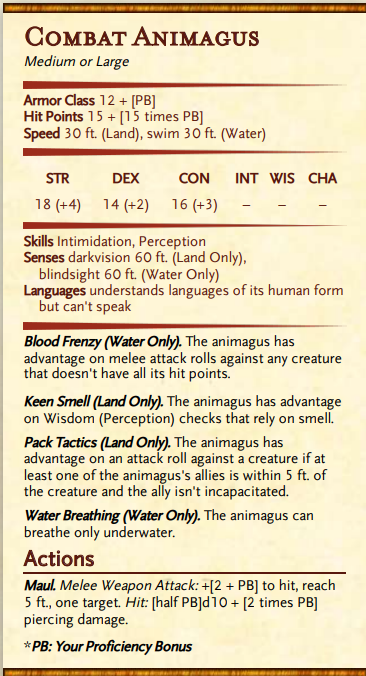 Combat Animagus
Medium or Large
Armor Class 12 + [PB]
Hit Points 15 + [15 times PB]
Speed 30 ft. (Land), swim 30 ft. (Water)
STR DEX CON INT WIS CHA
18 (+4) 14 (+2) 16 (+3) – – –
Skills Intimidation, Perception
Senses darkvision 60 ft. (Land Only),
blindsight 60 ft. (Water Only)
Languages understands languages of its human form
but can't speak
Blood Frenzy (Water Only). The animagus has
advantage on melee attack rolls against any creature
that doesn't have all its hit points.
Keen Smell (Land Only). The animagus has advantage
on Wisdom (Perception) checks that rely on smell.
Pack Tactics (Land Only). The animagus has
advantage on an attack roll against a creature if at
least one of the animagus's allies is within 5 ft. of
the creature and the ally isn't incapacitated.
Water Breathing (Water Only). The animagus can
breathe only underwater.
Actions
Maul. Melee Weapon Attack: +[2 + PB] to hit, reach
5 ft., one target. Hit: [half PB]d10 + [2 times PB]
piercing damage.
*PB: Your Proficiency Bonus